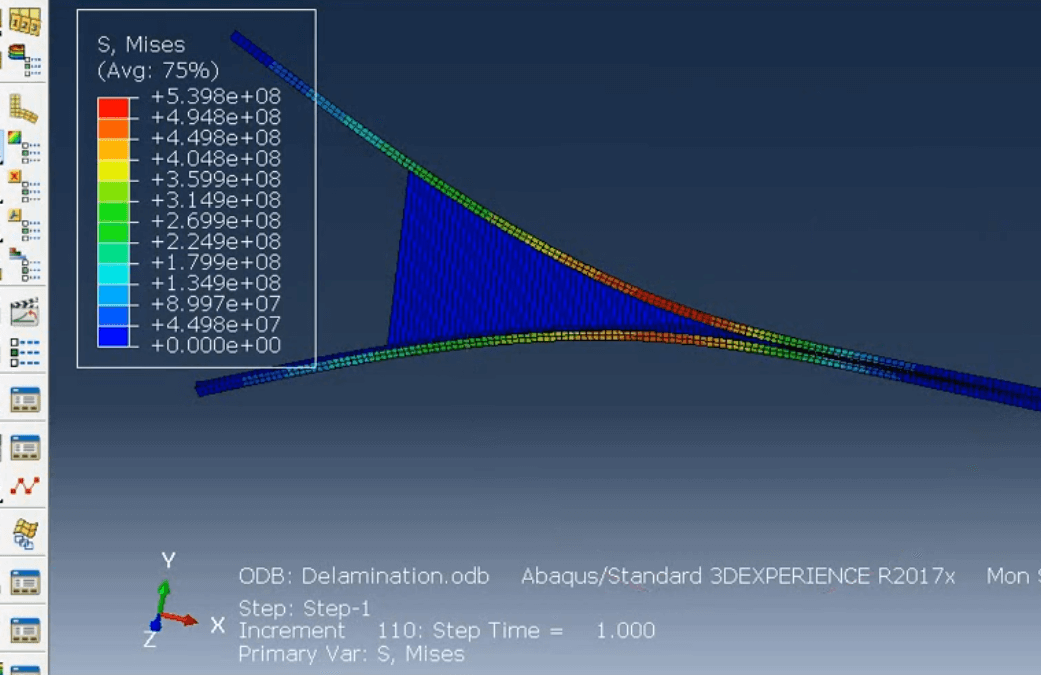 S, Mises
(Avg: 75%)
+5.398e+08
+4.948e+08
+4.498e+08
+4.048e+08
+3.599e+08
+3.149e+08
+2.699e+08
+2.249e+08
+1.799e+08
+1.349e+08
+8.997e+07
+4.498e+07
+0.000e+00
Y
X
Z
ODB: Delamination.odb Abaqus/Standard 3DEXPERIENCE R2017x Mon
Step: Step-1
Increment 110: Step Time = 1.000
Primary Var: S, Mises